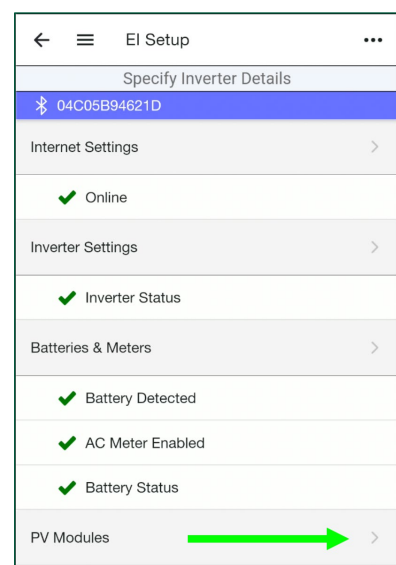 EI Setup
Specify Inverter Details
04C05B94621D
Internet Settings
Online
Inverter Settings
Inverter Status
Batteries & Meters
Battery Detected
AC Meter Enabled
Battery Status
PV Modules